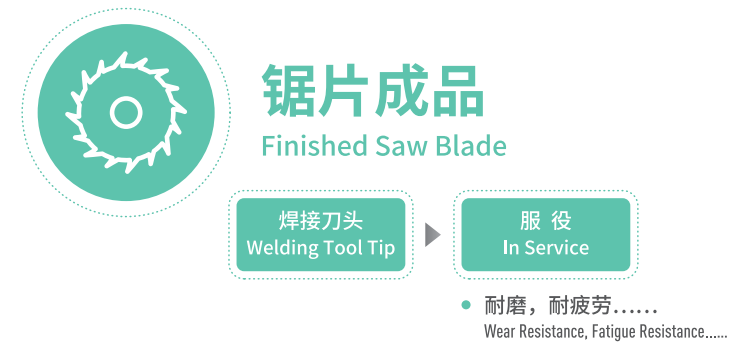 锯片成品
Finished Saw Blade
焊接刀头
Welding Tool Tip
服 役
In Service
耐磨，耐疲劳……
Wear Resistance, Fatigue Resistance......